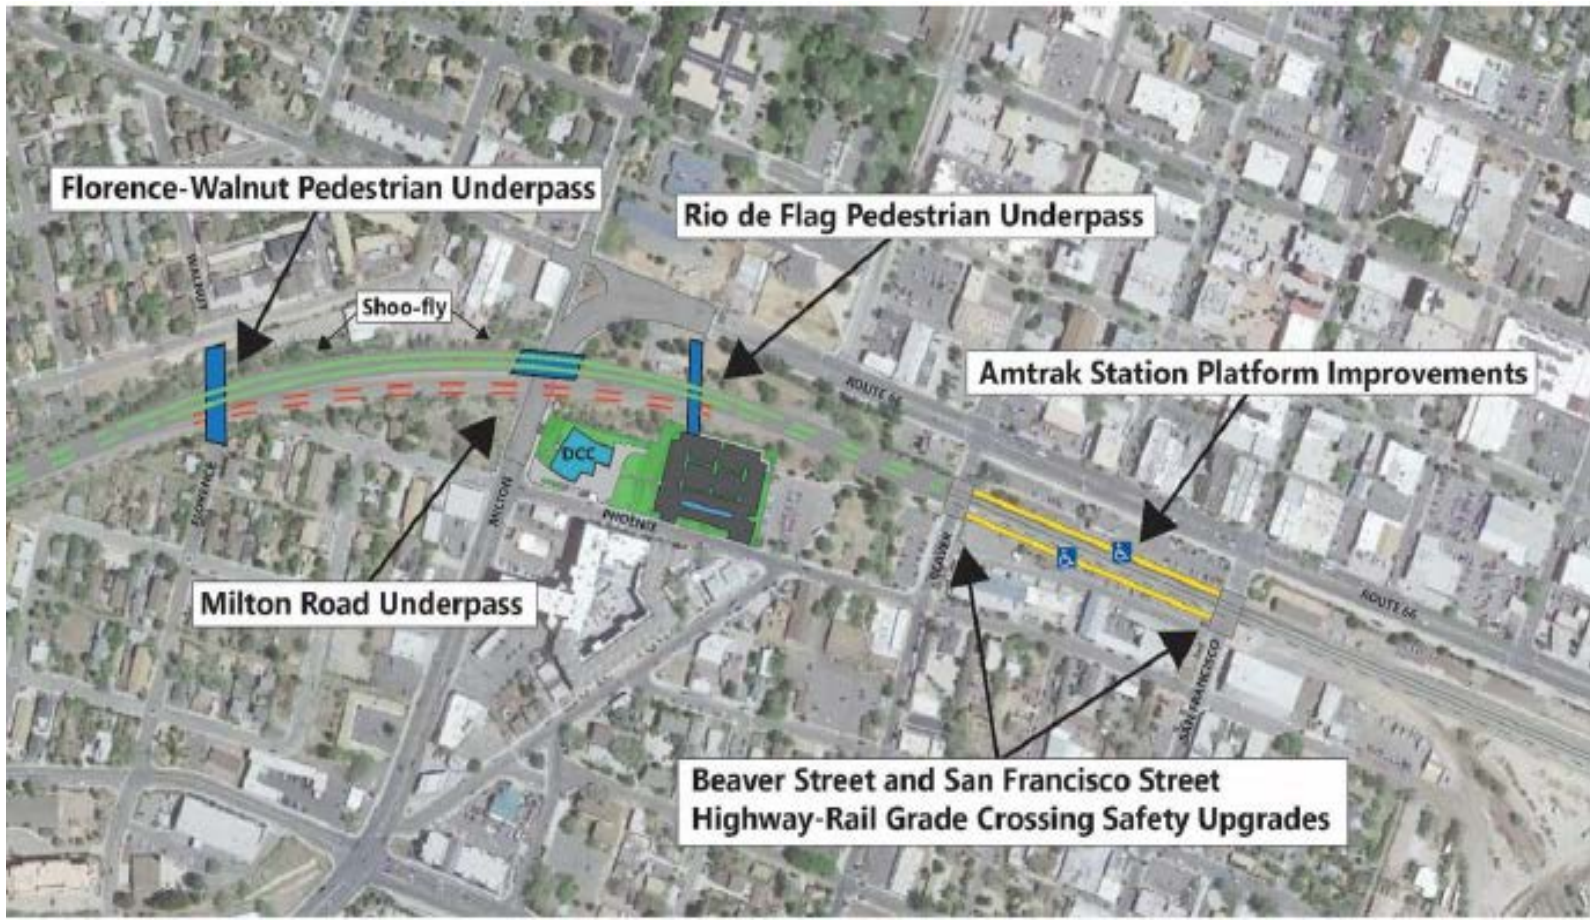 Florence-Walnut Pedestrian Underpass
Rio de Flag Pedestrian Underpass
WALNUT
Shoo-fly
Amtrak Station Platform Improvements
ROUTE 66
DCC
FLORENCE
MILTON
PHOENIX
BEAVER
ROUTE 66
Milton Road Underpass
SAN FRANCISCO
Beaver Street and San Francisco Street
Highway-Rail Grade Crossing Safety Upgrades